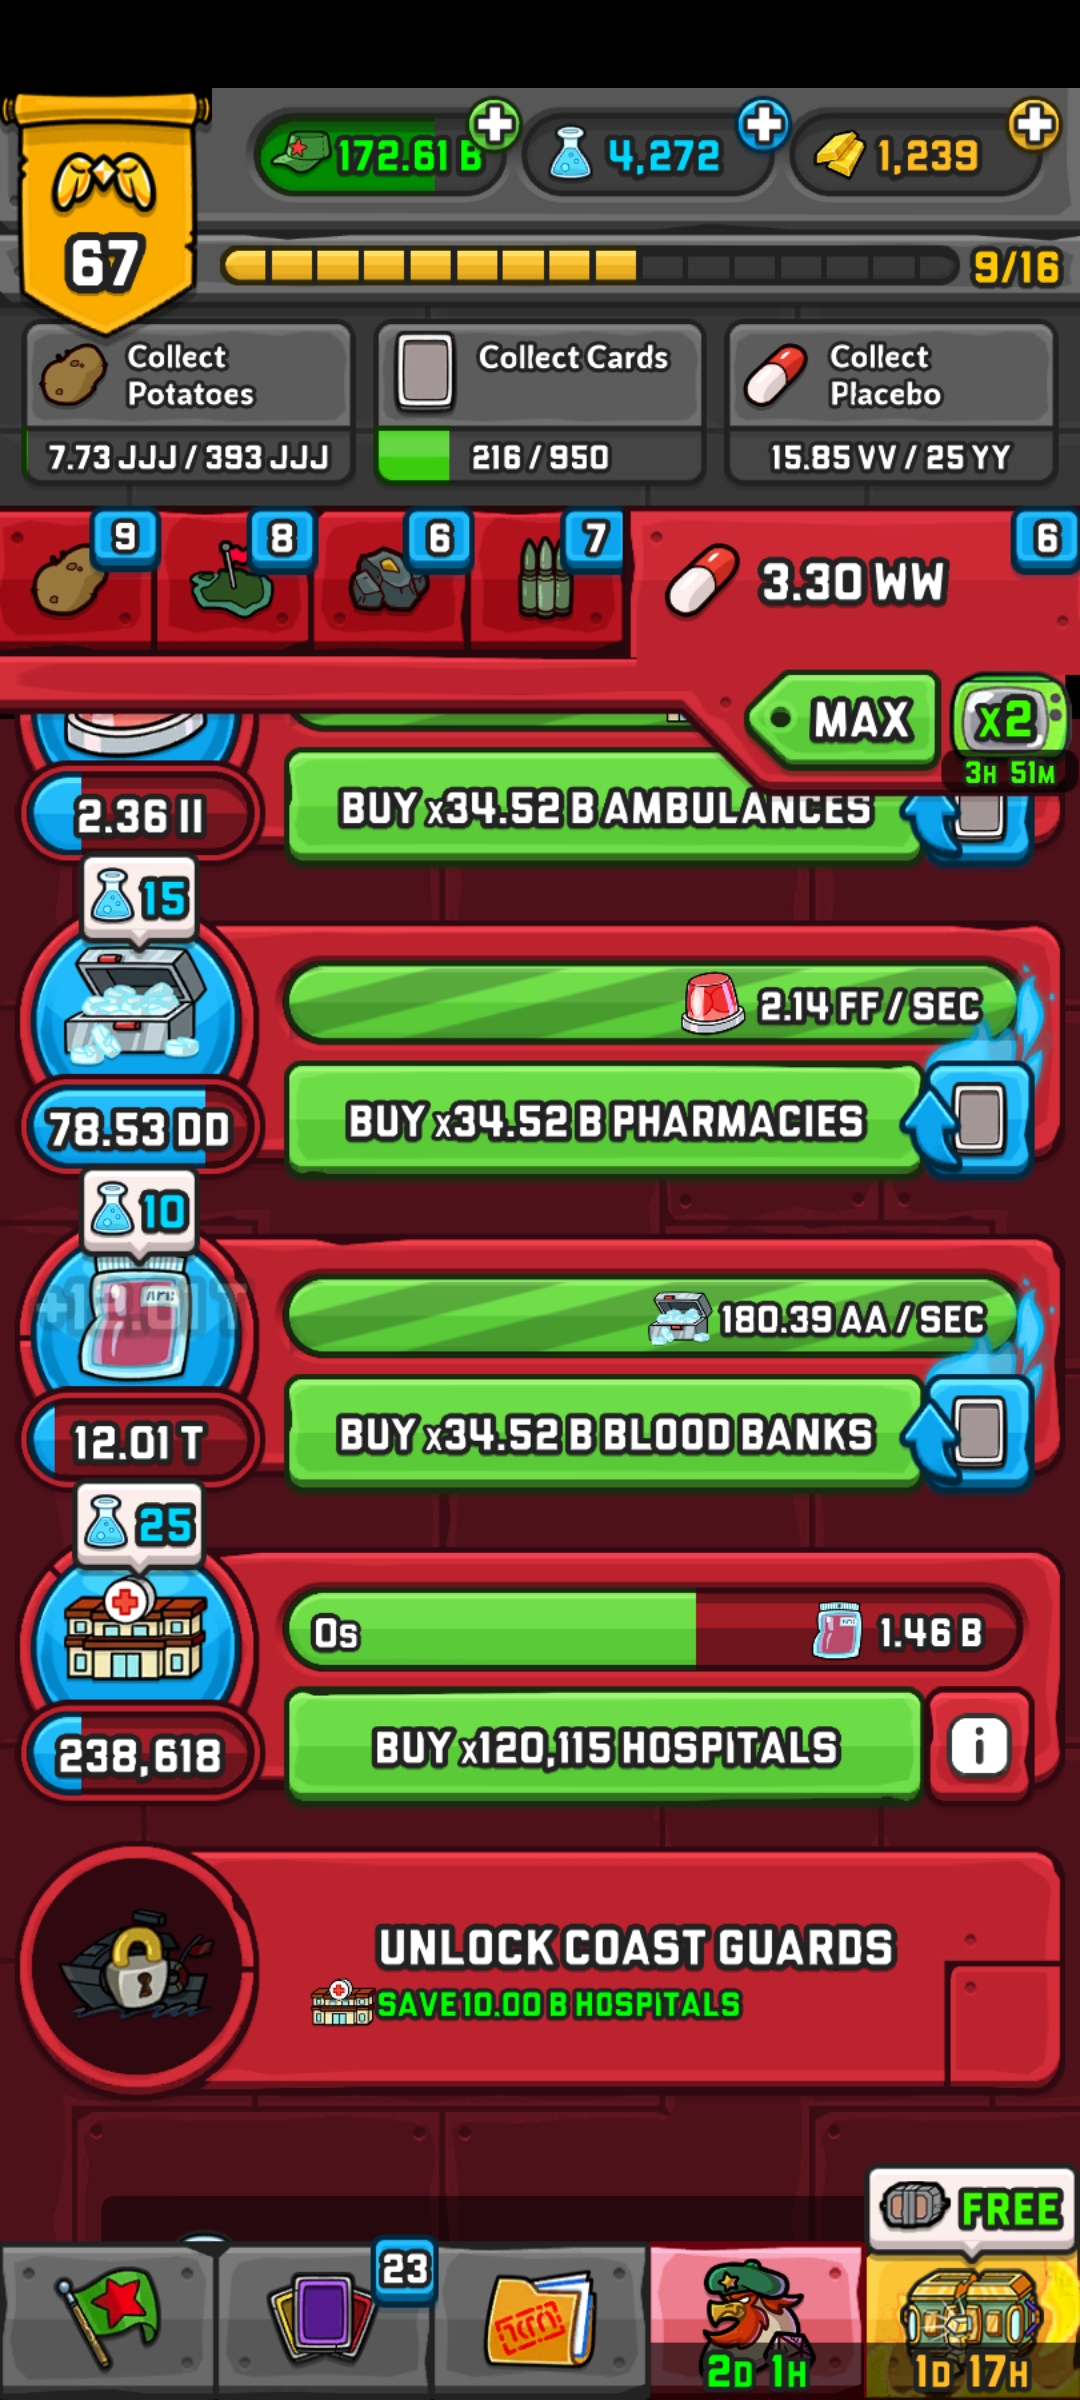 172.61 B
4,272
1,239
67
9/16
Collect
Potatoes
7.73 JJJ / 393 JJJ
Collect Cards
216 / 950
Collect
Placebo
15.85 VV / 25 YY
9
8
6
7
3.30 WW
6
MAX
x2
3H 51M
2.36 II
BUY x34.52 B AMBULANCES
15
2.14 FF / SEC
78.53 DD
BUY x34.52 B PHARMACIES
10
180.39 AA / SEC
12.01 T
BUY x34.52 B BLOOD BANKS
25
0s
1.46 B
238,618
BUY x120,115 HOSPITALS
i
UNLOCK COAST GUARDS
SAVE 10.00 B HOSPITALS
FREE
23
2D 1H
1D 17H